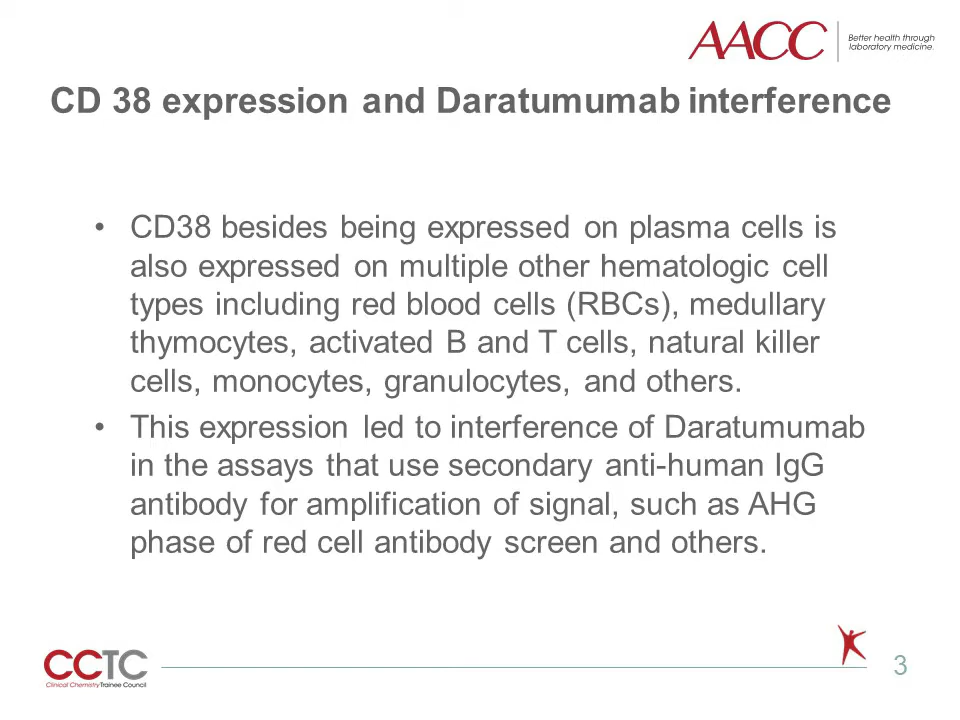 AACC
Better health through
laboratory medicine.
CD 38 expression and Daratumumab interference
• CD38 besides being expressed on plasma cells is
also expressed on multiple other hematologic cell
types including red blood cells (RBCs), medullary
thymocytes, activated B and T cells, natural killer
cells, monocytes, granulocytes, and others.
• This expression led to interference of Daratumumab
in the assays that use secondary anti-human IgG
antibody for amplification of signal, such as AHG
phase of red cell antibody screen and others.
CCTC
Clinical Chemistry Trainee Council
3